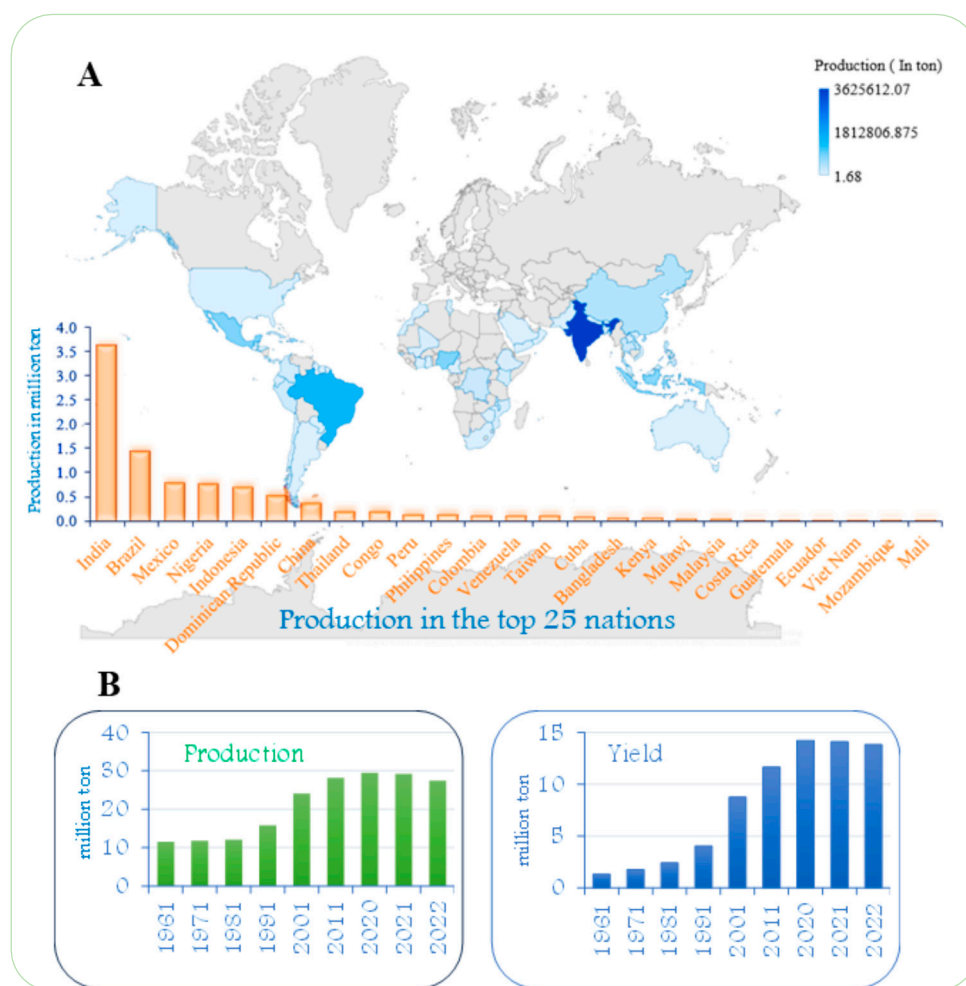 A
Production ( In ton)
3625612.07
1812806.875
1.68
Production in million ton
4.0
3.5
3.0
2.5
2.0
1.5
1.0
0.5
0.0
India
Brazil
Mexico
Nigeria
Indonesia
Dominican Republic
China
Thailand
Congo
Peru
Philippines
Colombia
Venezuela
Taiwan
Cuba
Bangladesh
Kenya
Malawi
Malaysia
Costa Rica
Guatemala
Ecuador
Viet Nam
Mozambique
Mali
Production in the top 25 nations
B
Production
million ton
40
30
20
10
0
1961
1971
1981
1991
2001
2011
2020
2021
2022
Yield
million ton
15
10
5
0
1961
1971
1981
1991
2001
2011
2020
2021
2022